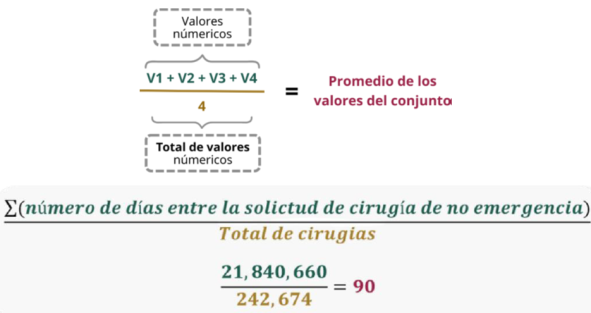 Valores
númericos
V1 + V2 + V3 + V4
4
=
Promedio de los
valores del conjunto
Total de valores
númericos
∑(número de días entre la solictud de cirugía de no emergencia)
Total de cirugias
21,840,660
242,674
= 90